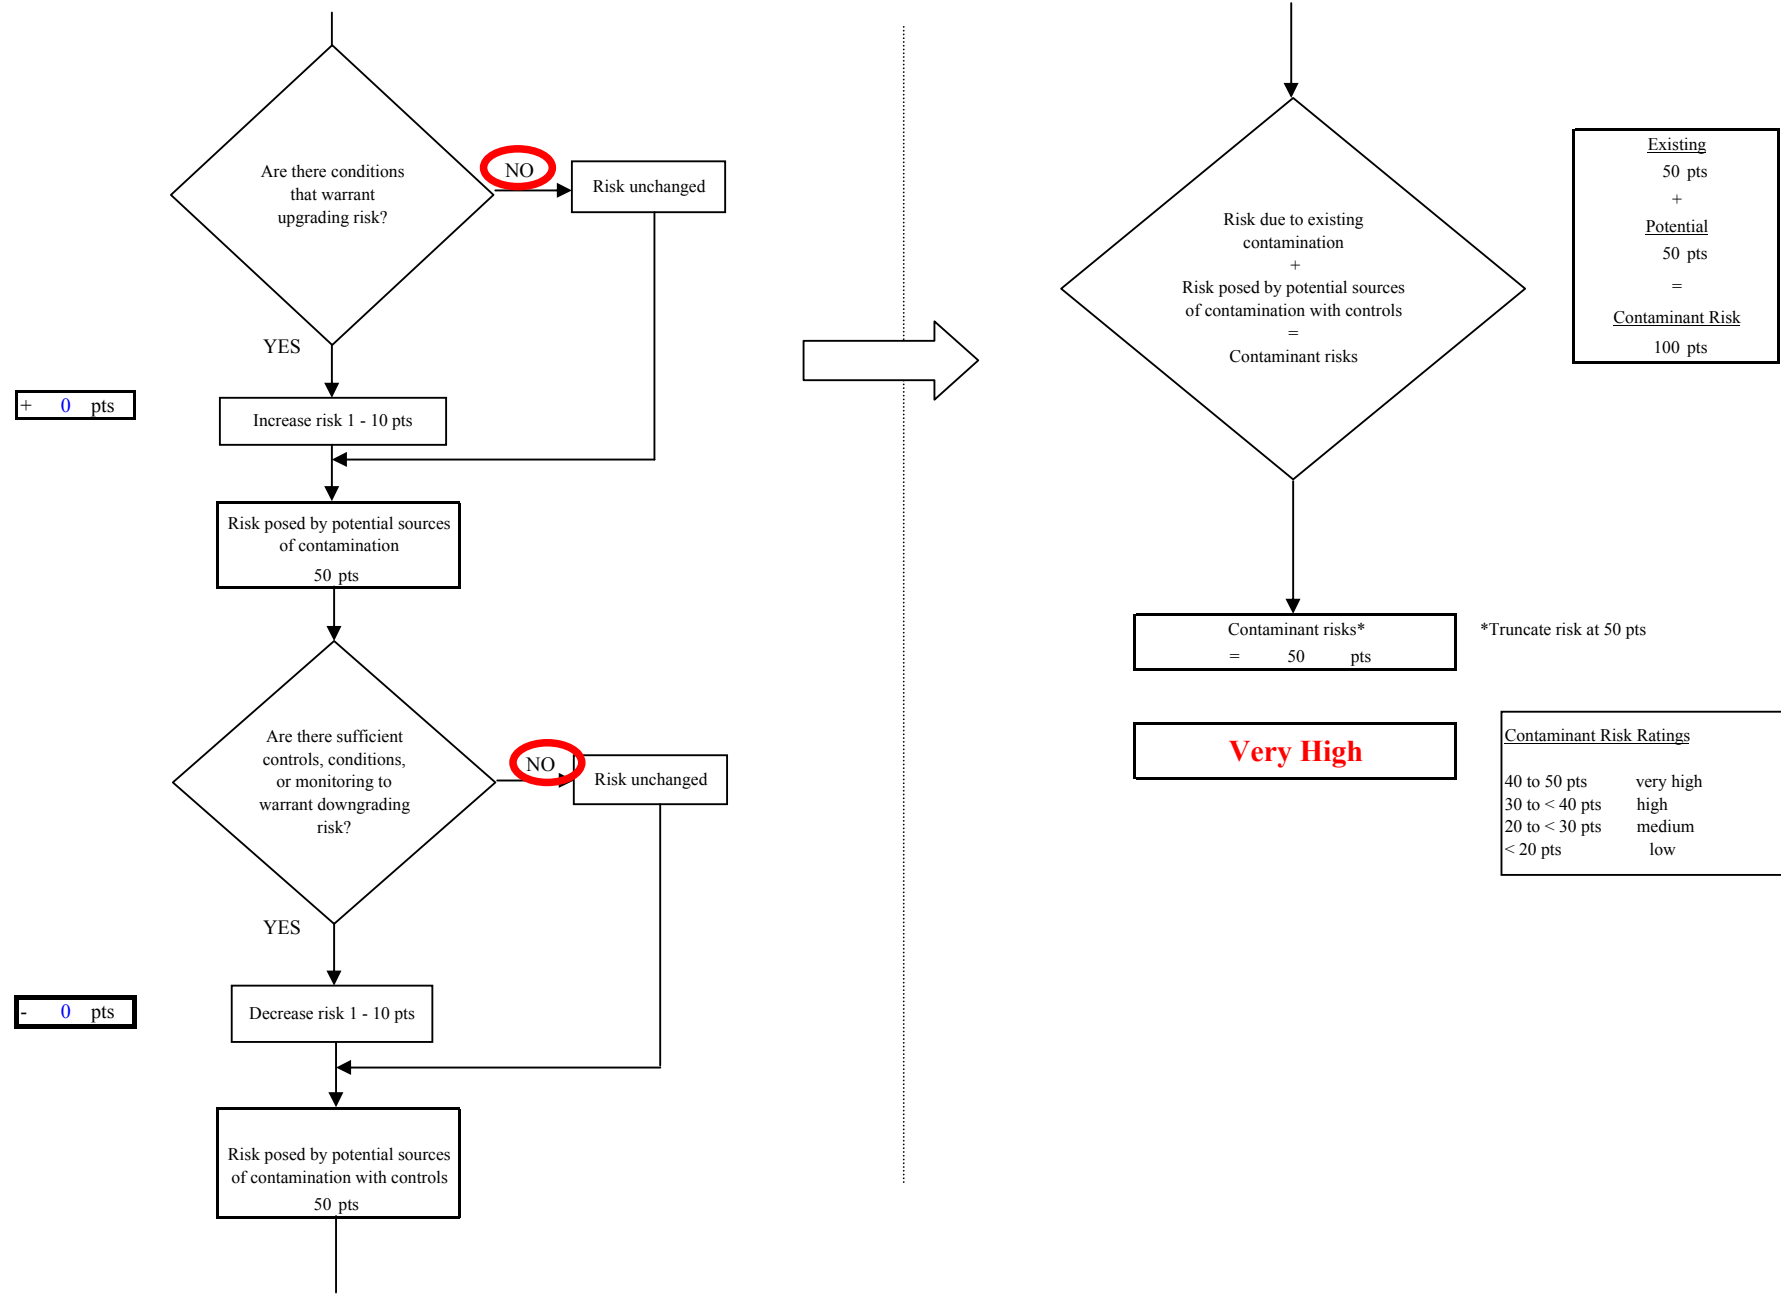 Are there conditions
that warrant
upgrading risk?
NO
Risk unchanged
YES
+ 0 pts
Increase risk 1 - 10 pts
Risk posed by potential sources
of contamination
50 pts
Are there sufficient
controls, conditions,
or monitoring to
warrant downgrading
risk?
NO
Risk unchanged
YES
- 0 pts
Decrease risk 1 - 10 pts
Risk posed by potential sources
of contamination with controls
50 pts
Risk due to existing
contamination
+
Risk posed by potential sources
of contamination with controls
=
Contaminant risks
Existing
50 pts
+
Potential
50 pts
=
Contaminant Risk
100 pts
Contaminant risks*
= 50 pts
*Truncate risk at 50 pts
Very High
Contaminant Risk Ratings
40 to 50 pts very high
30 to < 40 pts high
20 to < 30 pts medium
< 20 pts low